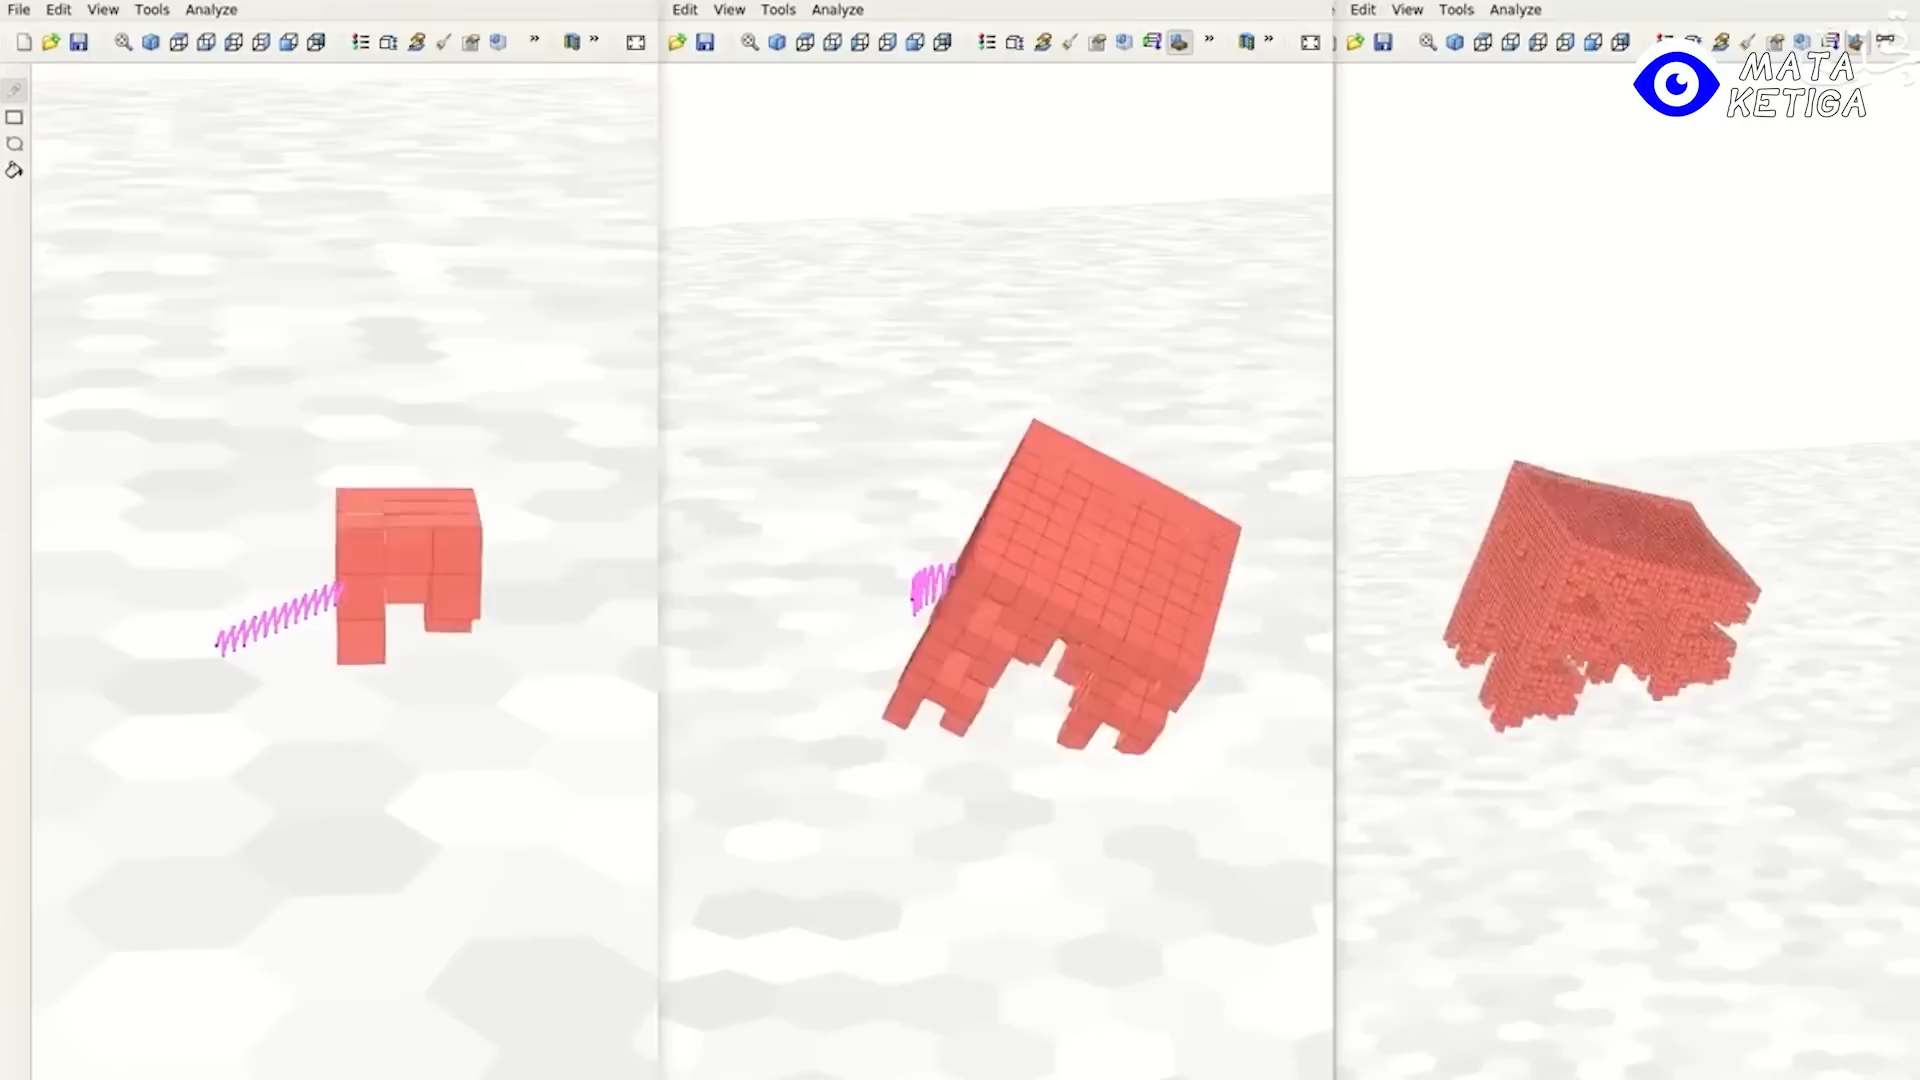 File Edit View Tools Analyze
Edit View Tools Analyze
Edit View Tools Analyze
MATA
KETIGA